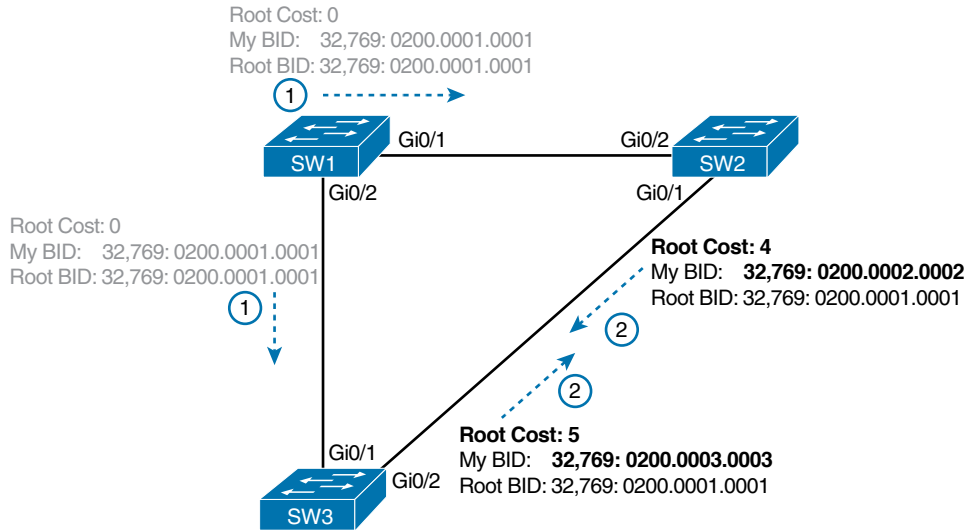 Root Cost: 0
My BID: 32,769: 0200.0001.0001
Root BID: 32,769: 0200.0001.0001
1
Gi0/1
Gi0/2
SW1
SW2
Gi0/2
Gi0/1
Root Cost: 0
My BID: 32,769: 0200.0001.0001
Root BID: 32,769: 0200.0001.0001
1
Root Cost: 4
My BID: 32,769: 0200.0002.0002
Root BID: 32,769: 0200.0001.0001
2
2
Root Cost: 5
My BID: 32,769: 0200.0003.0003
Root BID: 32,769: 0200.0001.0001
Gi0/1
Gi0/2
SW3